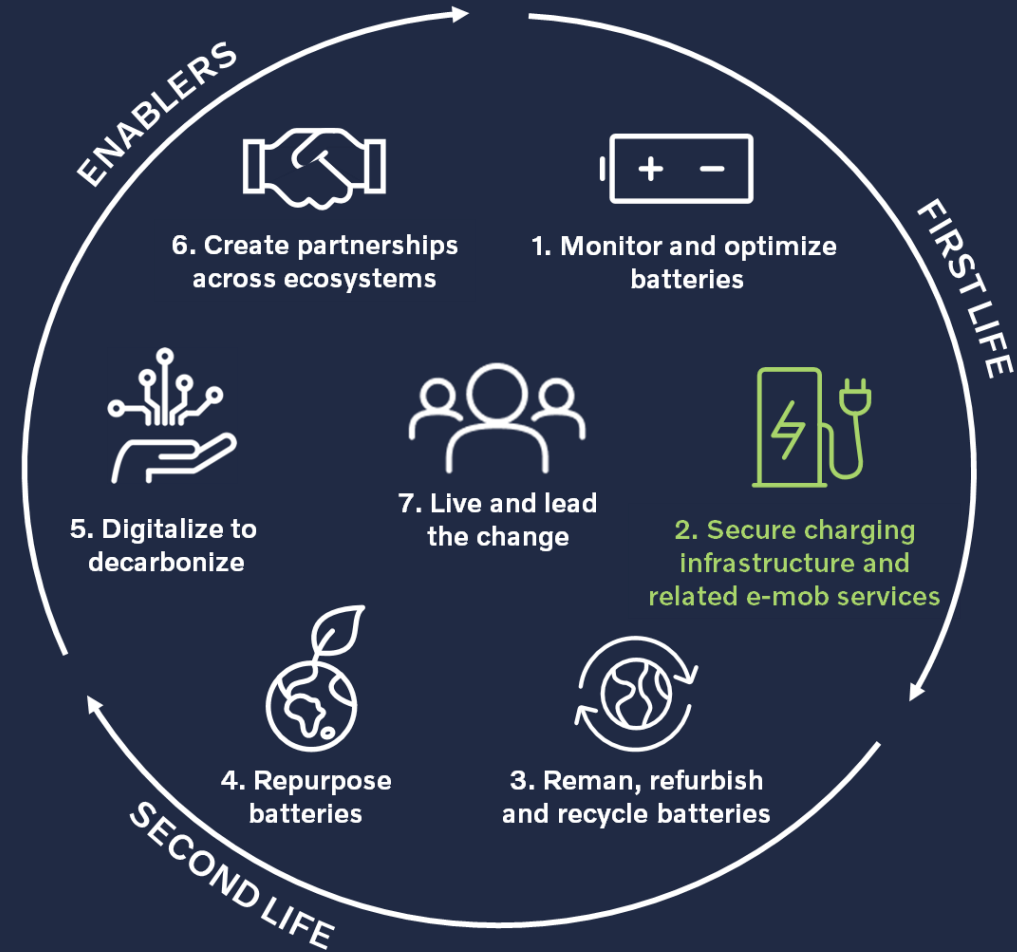 ENABLERS
FIRST LIFE
SECOND LIFE
1. Monitor and optimize
batteries
2. Secure charging
infrastructure and
related e-mob services
3. Reman, refurbish
and recycle batteries
4. Repurpose
batteries
5. Digitalize to
decarbonize
6. Create partnerships
across ecosystems
7. Live and lead
the change